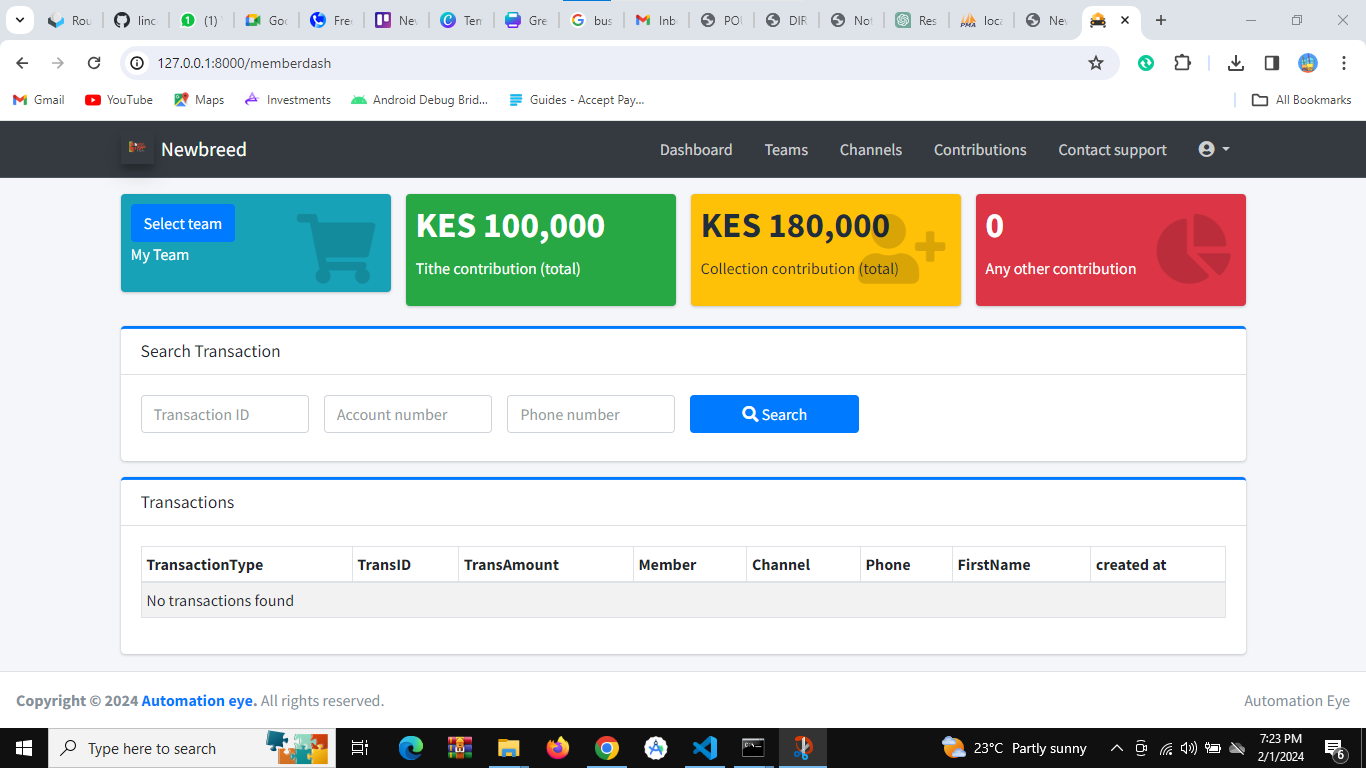 Rou
linc
(1)
Goo
Free
Nev
Ten
Gre
bus
Inb
POU
DIR
Not
Res
loca
Nev
127.0.0.1:8000/memberdash
Gmail
YouTube
Maps
Investments
Android Debug Brid...
Guides - Accept Pay...
All Bookmarks
Newbreed
Dashboard
Teams
Channels
Contributions
Contact support
Select team
My Team
KES 100,000
Tithe contribution (total)
KES 180,000
Collection contribution (total)
0
Any other contribution
Search Transaction
Transaction ID
Account number
Phone number
Search
Transactions
TransactionType TransID TransAmount Member Channel Phone FirstName created at
No transactions found
Copyright © 2024 Automation eye. All rights reserved.
Automation Eye
Type here to search
23°C Partly sunny
7:23 PM
2/1/2024
6